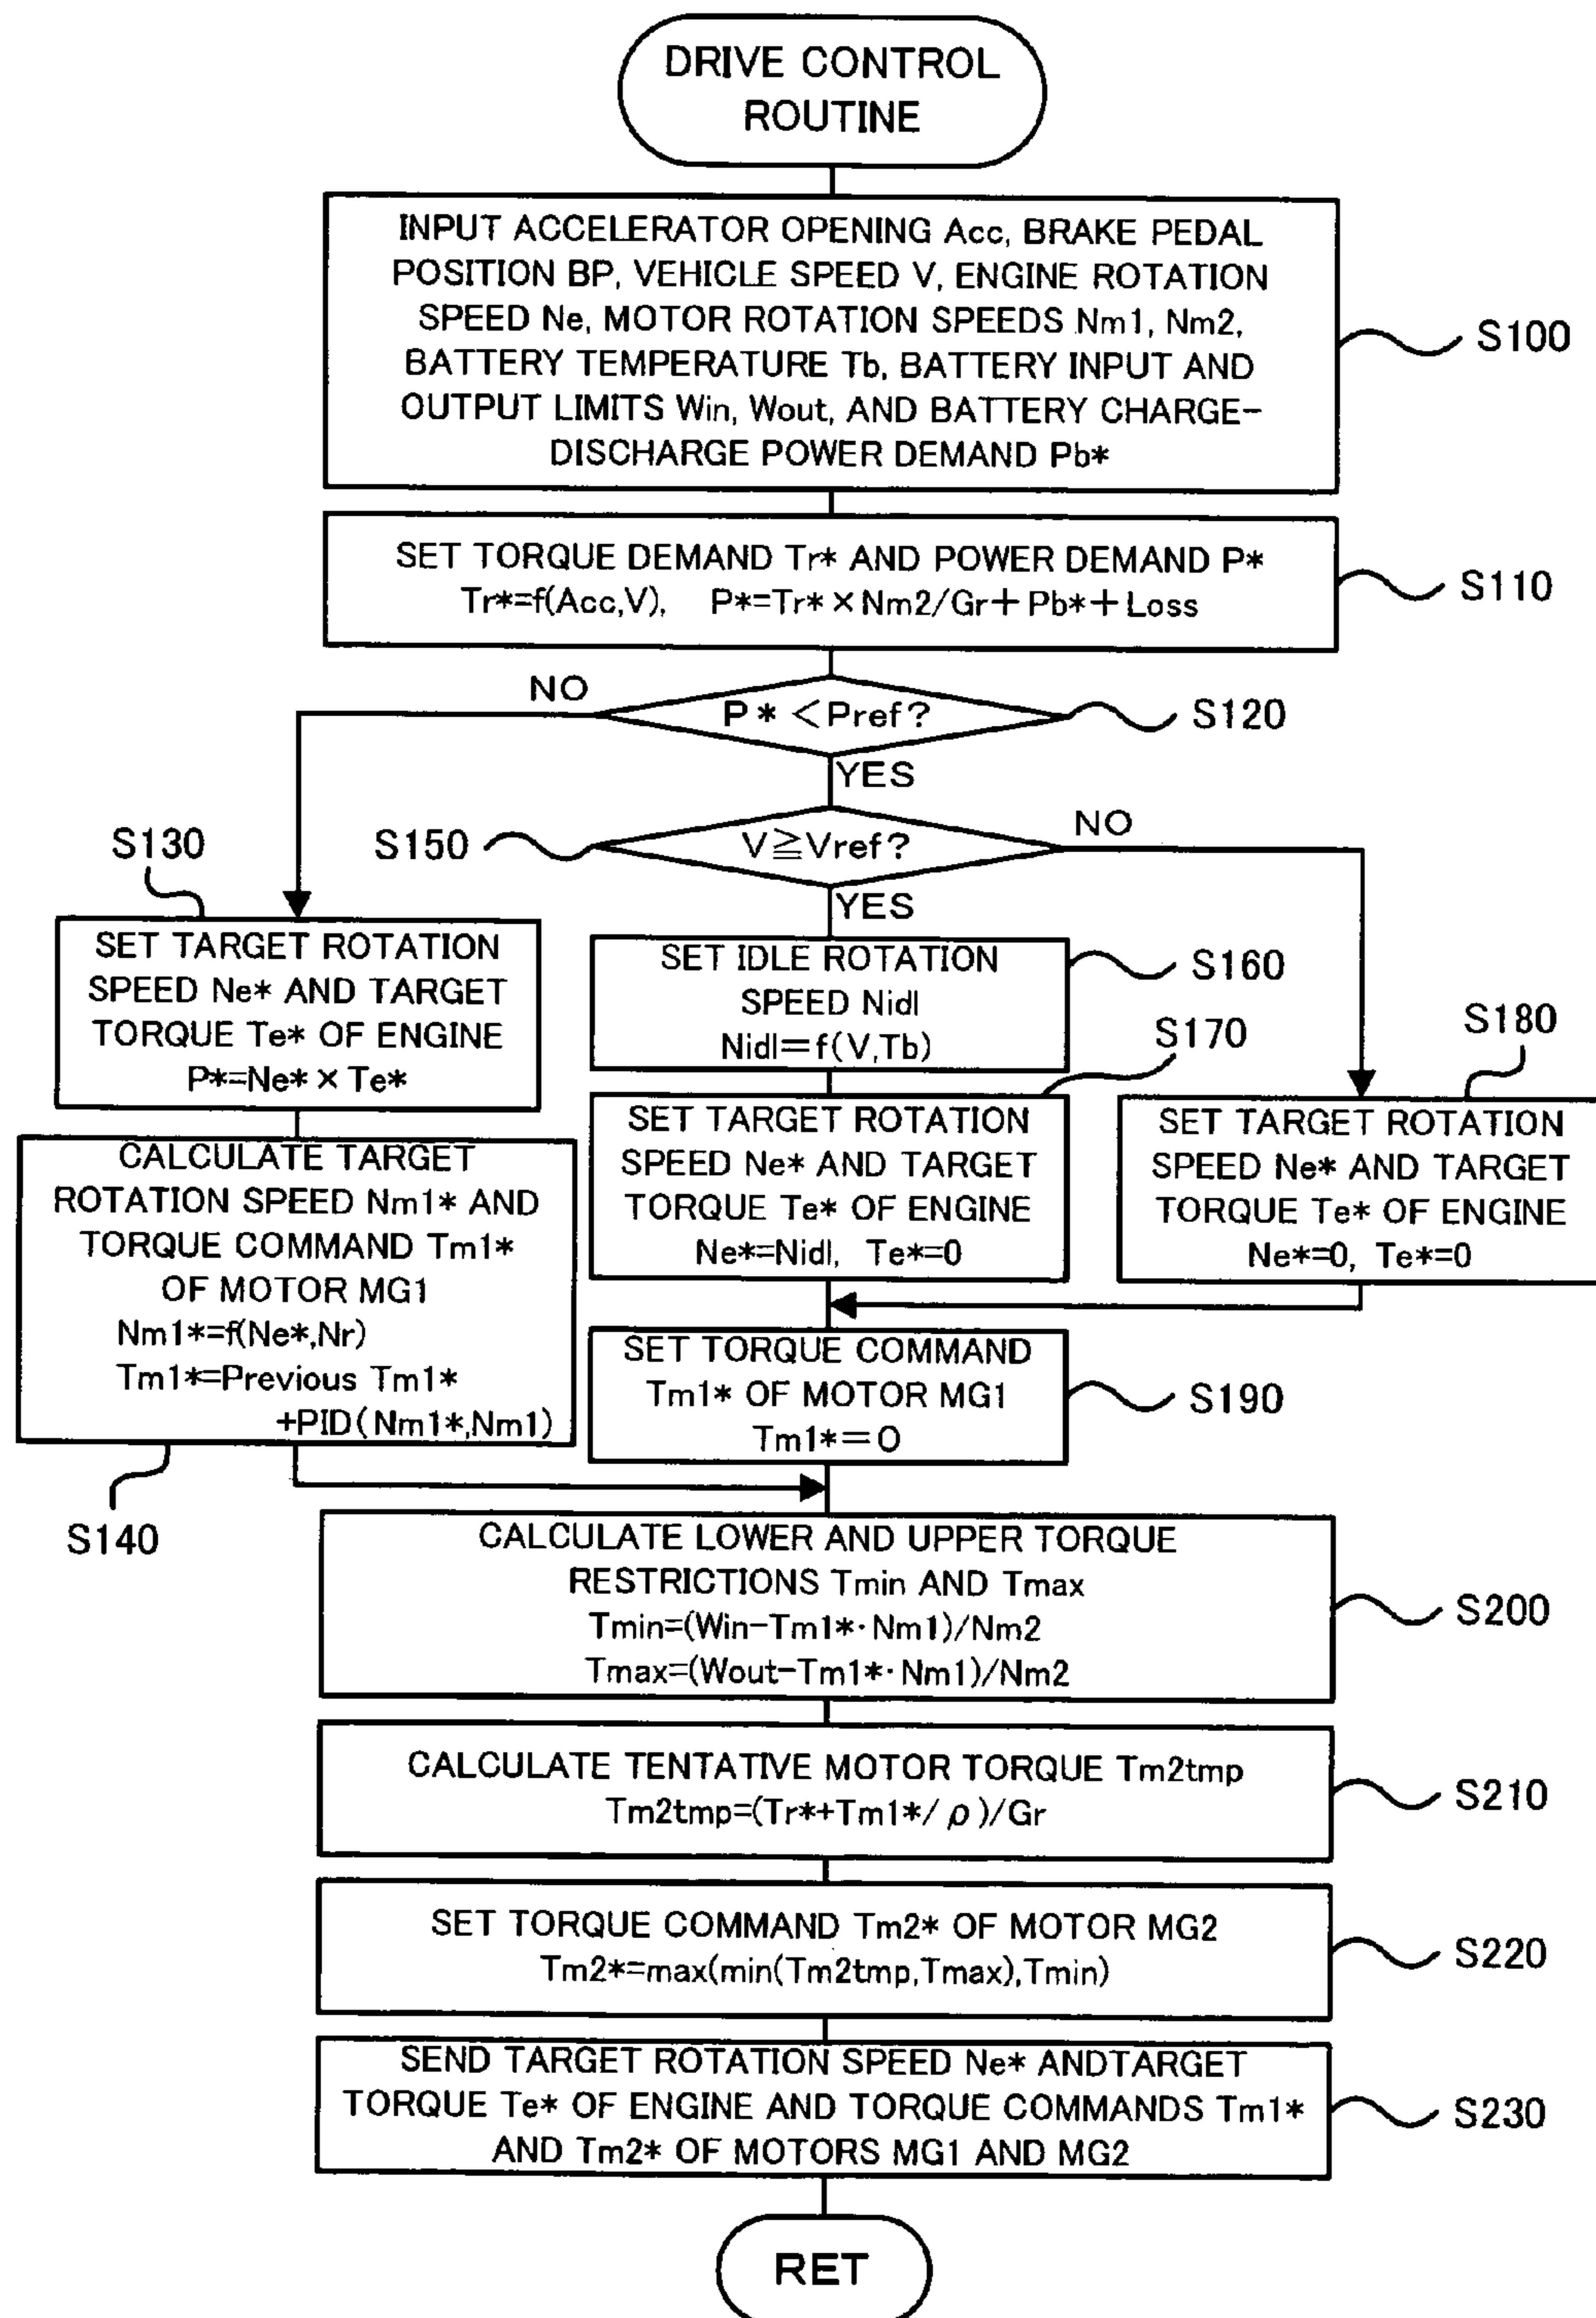 DRIVE CONTROL
ROUTINE
INPUT ACCELERATOR OPENING Acc, BRAKE PEDAL
POSITION BP, VEHICLE SPEED V, ENGINE ROTATION
SPEED Ne, MOTOR ROTATION SPEEDS Nm1, Nm2,
BATTERY TEMPERATURE Tb, BATTERY INPUT AND
OUTPUT LIMITS Win, Wout, AND BATTERY CHARGE-
DISCHARGE POWER DEMAND Pb*
S100
SET TORQUE DEMAND Tr* AND POWER DEMAND P*
Tr*=f(Acc,V), P*=Tr*×Nm2/Gr+Pb*+Loss
S110
NO
P*<Pref?
S120
YES
S150
V≧Vref?
NO
YES
S130
SET TARGET ROTATION
SPEED Ne* AND TARGET
TORQUE Te* OF ENGINE
P*=Ne*×Te*
SET IDLE ROTATION
SPEED Nidl
Nidl=f(V,Tb)
S160
S170
SET TARGET ROTATION
SPEED Ne* AND TARGET
TORQUE Te* OF ENGINE
Ne*=Nidl, Te*=0
S180
SET TARGET ROTATION
SPEED Ne* AND TARGET
TORQUE Te* OF ENGINE
Ne*=0, Te*=0
CALCULATE TARGET
ROTATION SPEED Nm1* AND
TORQUE COMMAND Tm1*
OF MOTOR MG1
Nm1*=f(Ne*,Nr)
Tm1*=Previous Tm1*
+PID(Nm1*,Nm1)
S140
SET TORQUE COMMAND
Tm1* OF MOTOR MG1
Tm1*=0
S190
CALCULATE LOWER AND UPPER TORQUE
RESTRICTIONS Tmin AND Tmax
Tmin=(Win-Tm1*·Nm1)/Nm2
Tmax=(Wout-Tm1*·Nm1)/Nm2
S200
CALCULATE TENTATIVE MOTOR TORQUE Tm2tmp
Tm2tmp=(Tr*+Tm1*/ρ)/Gr
S210
SET TORQUE COMMAND Tm2* OF MOTOR MG2
Tm2*=max(min(Tm2tmp,Tmax),Tmin)
S220
SEND TARGET ROTATION SPEED Ne* ANDTARGET
TORQUE Te* OF ENGINE AND TORQUE COMMANDS Tm1*
AND Tm2* OF MOTORS MG1 AND MG2
S230
RET